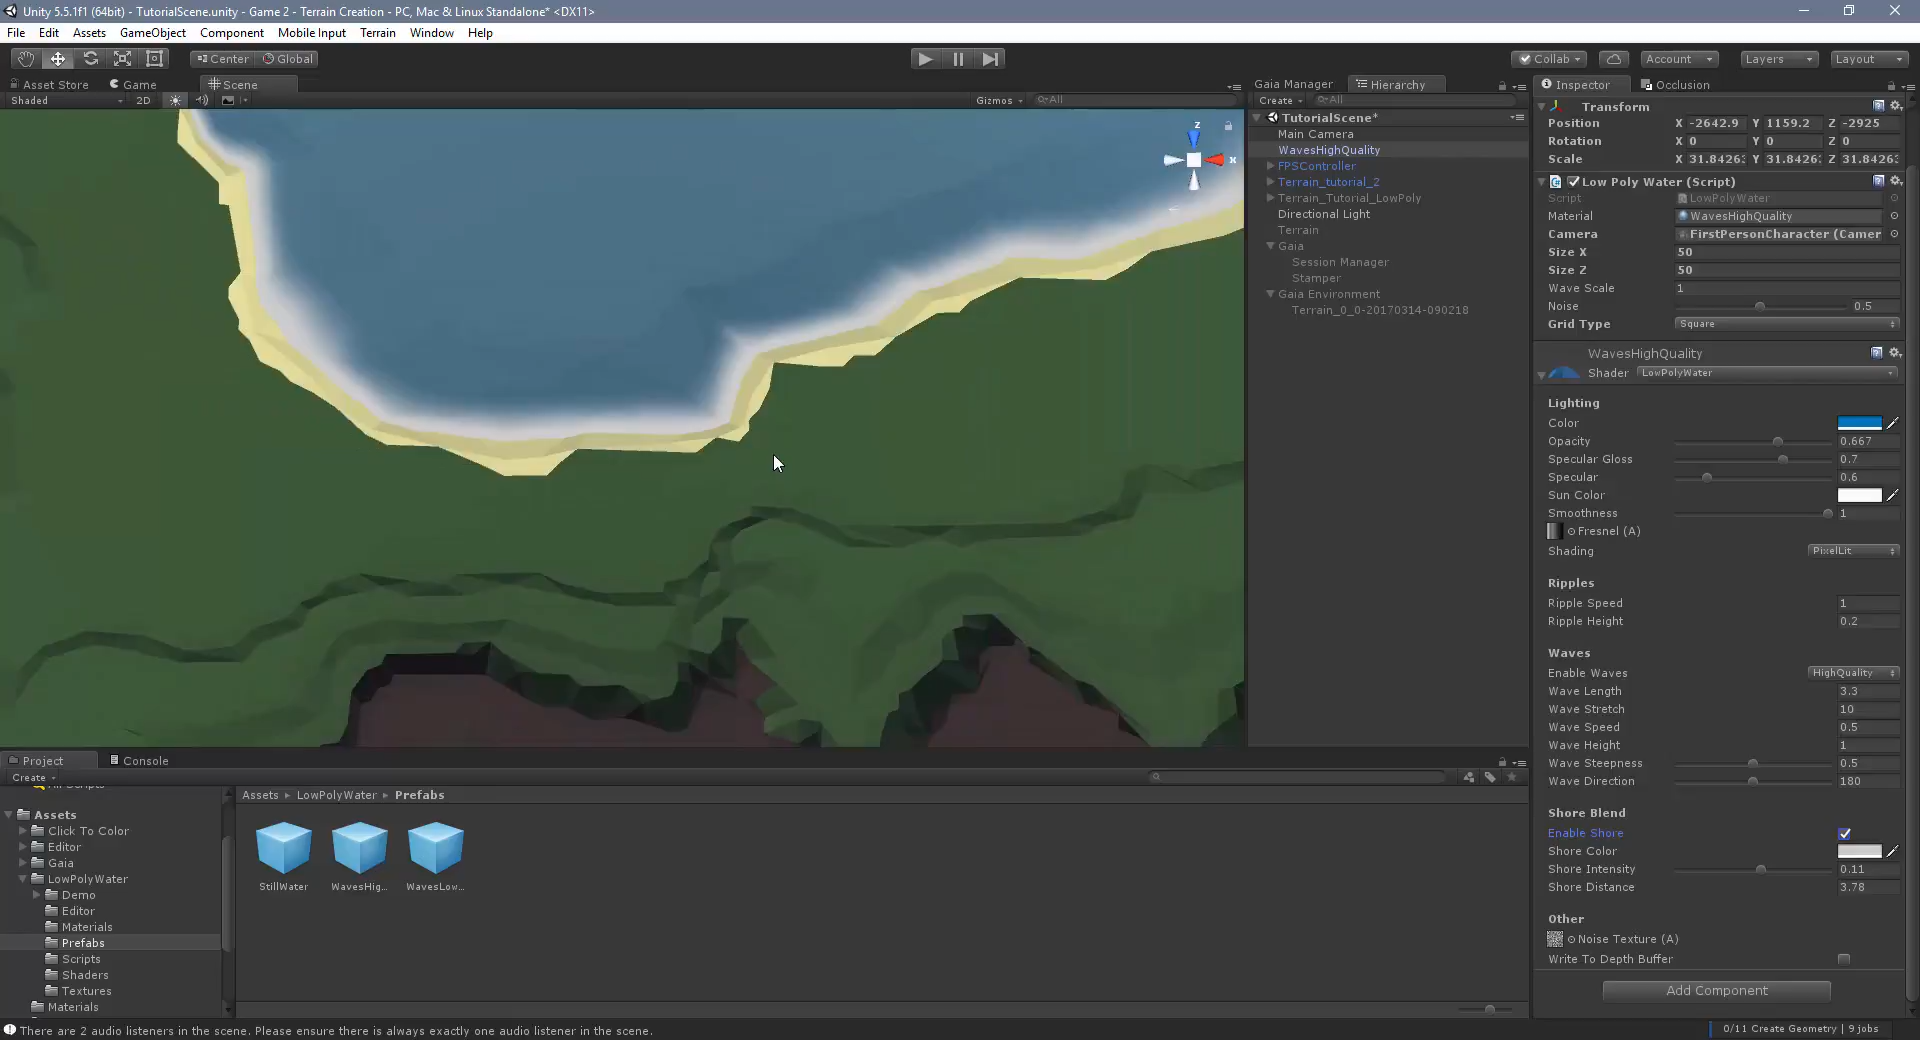 Unity 5.5.1f1 (64bit) - TutorialScene.unity - Game 2 - Terrain Creation - PC, Mac & Linux Standalone* <DX11>
File Edit Assets GameObject Component Mobile Input Terrain Window Help
Center Global
Collab Account Layers Layout
Asset Store Game Scene
Shaded 2D Gizmos All
z
x
Gaia Manager Hierarchy
Create All
TutorialScene*
Main Camera
WavesHighQuality
FPSController
Terrain_tutorial_2
Terrain_Tutorial_LowPoly
Directional Light
Terrain
Gaia
Session Manager
Stamper
Gaia Environment
Terrain_0_0-20170314-090218
Inspector Occlusion
Transform
Position X -2642.9 Y 1159.2 Z -2925
Rotation X 0 Y 0 Z 0
Scale X 31.8426 Y 31.8426 Z 31.8426
Low Poly Water (Script)
Script LowPolyWater
Material WavesHighQuality
Camera FirstPersonCharacter (Camer
Size X 50
Size Z 50
Wave Scale 1
Noise 0.5
Grid Type Square
WavesHighQuality
Shader LowPolyWater
Lighting
Color
Opacity 0.667
Specular Gloss 0.7
Specular 0.6
Sun Color
Smoothness 1
Fresnel (A)
Shading PixelLit
Ripples
Ripple Speed 1
Ripple Height 0.2
Waves
Enable Waves HighQuality
Wave Length 3.3
Wave Stretch 10
Wave Speed 0.5
Wave Height 1
Wave Steepness 0.5
Wave Direction 180
Shore Blend
Enable Shore
Shore Color
Shore Intensity 0.11
Shore Distance 3.78
Other
Noise Texture (A)
Write To Depth Buffer
Add Component
Project Console
Create
Assets
Click To Color
Editor
Gaia
LowPolyWater
Demo
Editor
Materials
Prefabs
Scripts
Shaders
Textures
Materials
Assets LowPolyWater Prefabs
StillWater WavesHig... WavesLow...
There are 2 audio listeners in the scene. Please ensure there is always exactly one audio listener in the scene.
0/11 Create Geometry | 9 jobs